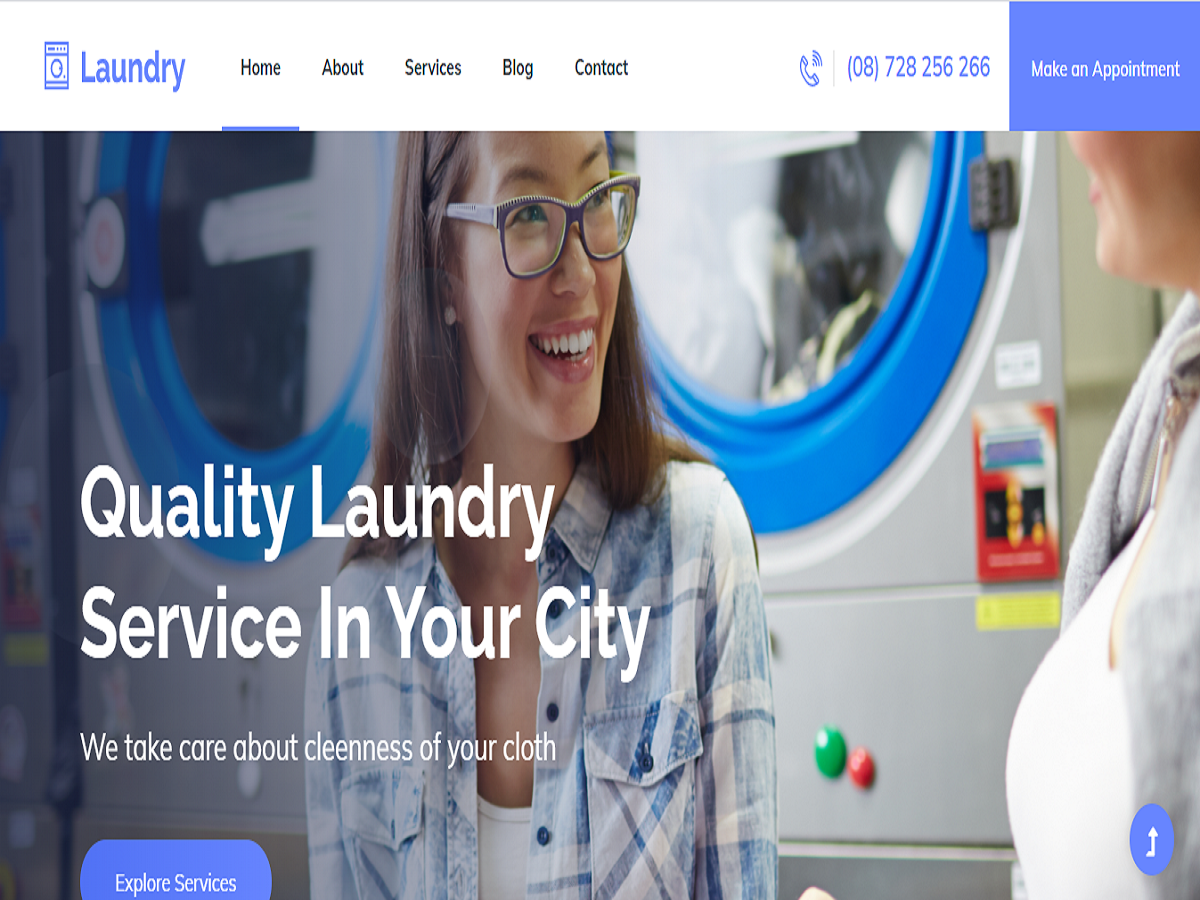 Laundry
Home About Services Blog Contact
(08) 728 256 266
Make an Appointment
Quality Laundry
Service In Your City
We take care about cleenness of your cloth
Explore Services